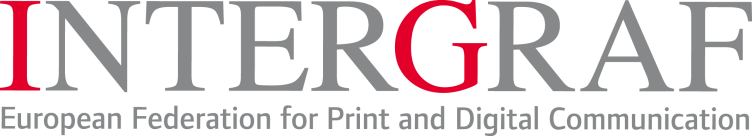 INTERGRAF
European Federation for Print and Digital Communication